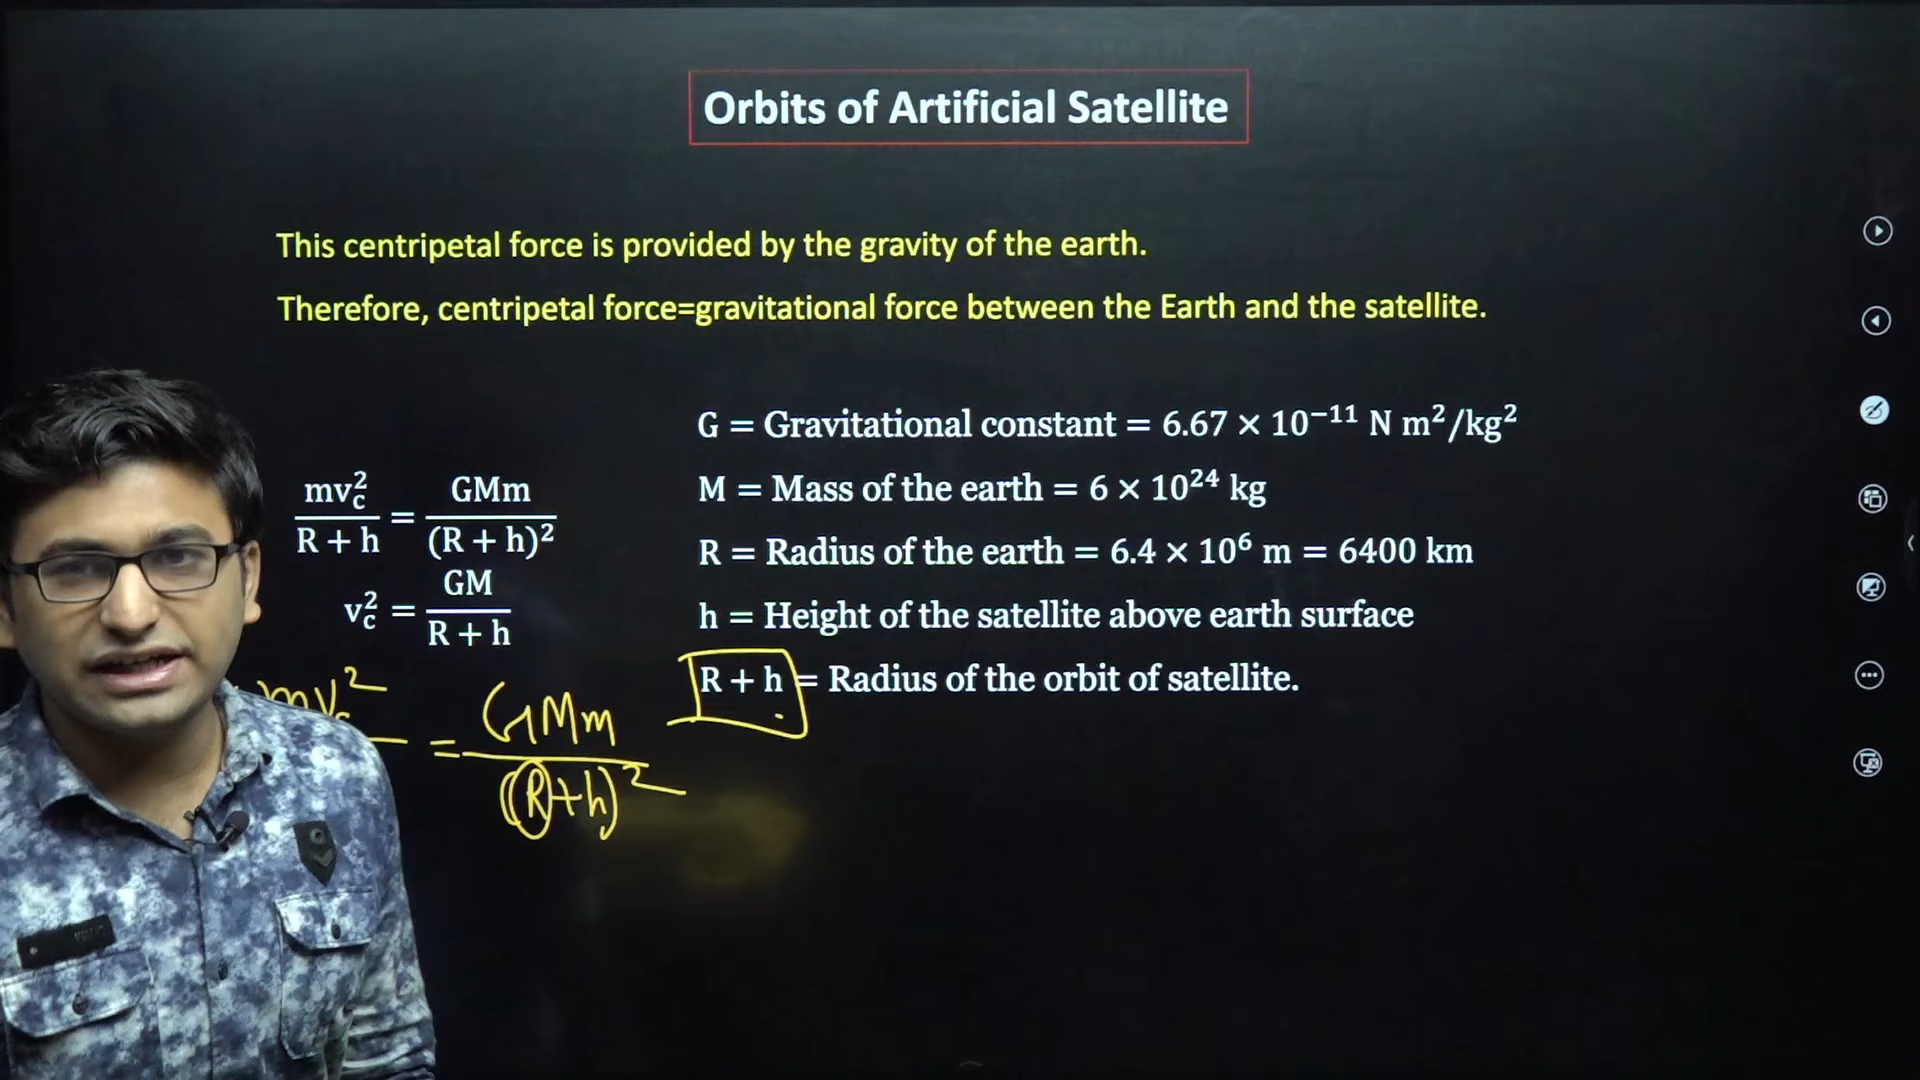 Orbits of Artificial Satellite
This centripetal force is provided by the gravity of the earth.
Therefore, centripetal force=gravitational force between the Earth and the satellite.
mv_c²/(R + h) = GMm/(R + h)²
v_c² = GM/(R + h)
G = Gravitational constant = 6.67 × 10⁻¹¹ N m²/kg²
M = Mass of the earth = 6 × 10²⁴ kg
R = Radius of the earth = 6.4 × 10⁶ m = 6400 km
h = Height of the satellite above earth surface
R + h = Radius of the orbit of satellite.
mv_c² = GMm/(R+h)²